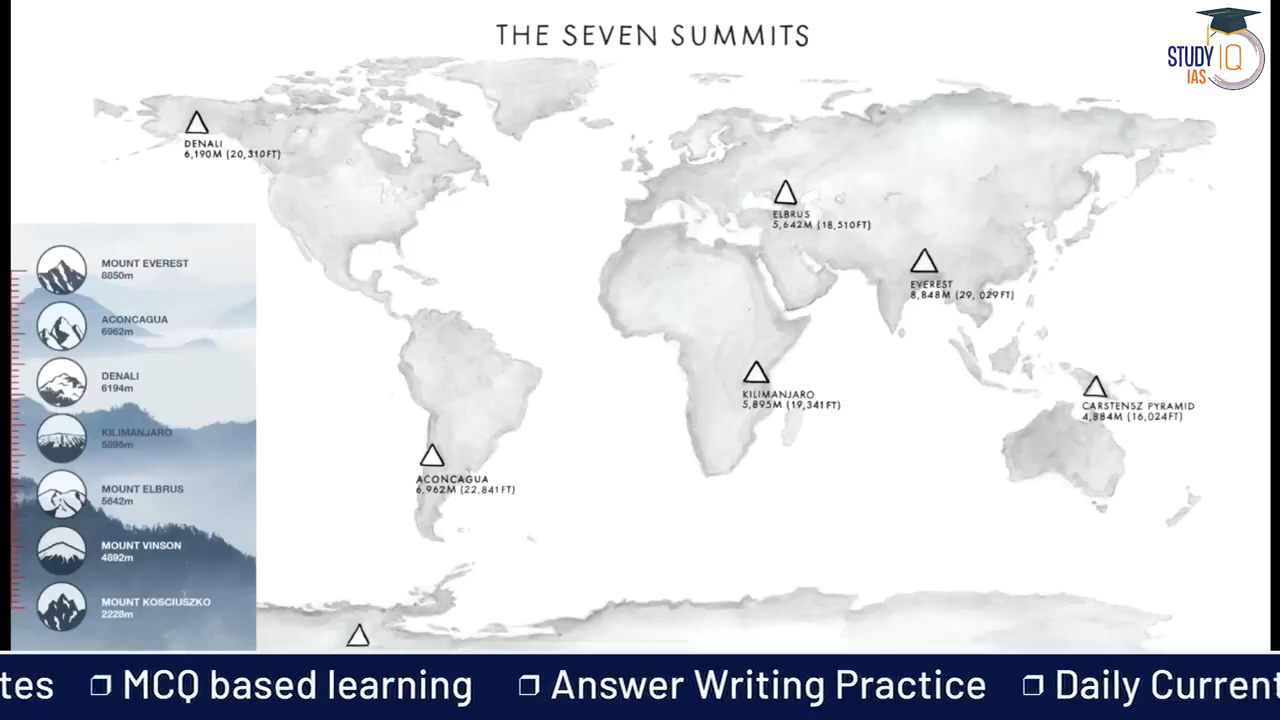 THE SEVEN SUMMITS
STUDY IQ
IAS
DENALI
6,190M (20,310FT)
ELBRUS
5,642M (18,510FT)
EVEREST
8,848M (29, 029FT)
KILIMANJARO
5,895M (19,341FT)
CARSTENSZ PYRAMID
4,884M (16,024FT)
ACONCAGUA
6,962M (22,841FT)
MOUNT EVEREST
8850m
ACONCAGUA
6962m
DENALI
6194m
KILIMANJARO
5895m
MOUNT ELBRUS
5642m
MOUNT VINSON
4892m
MOUNT KOSCIUSZKO
2228m
tes ❐ MCQ based learning ❐ Answer Writing Practice ❐ Daily Current